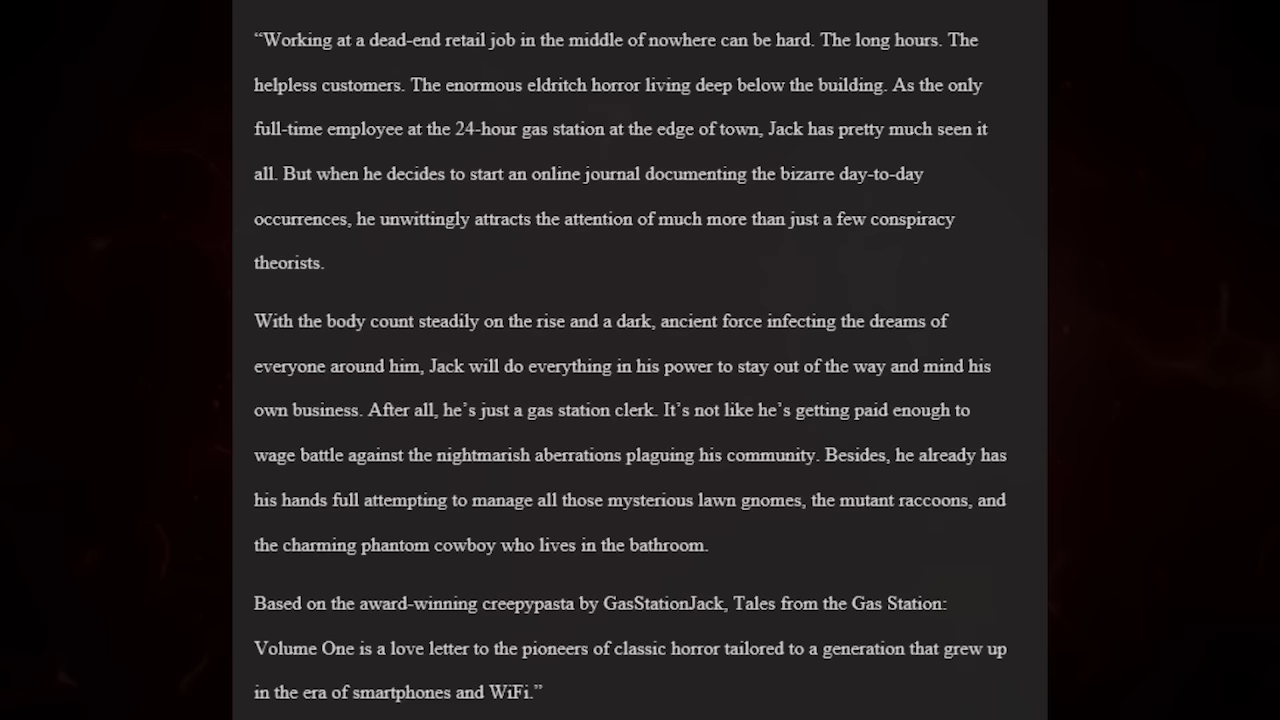 “Working at a dead-end retail job in the middle of nowhere can be hard. The long hours. The
helpless customers. The enormous eldritch horror living deep below the building. As the only
full-time employee at the 24-hour gas station at the edge of town, Jack has pretty much seen it
all. But when he decides to start an online journal documenting the bizarre day-to-day
occurrences, he unwittingly attracts the attention of much more than just a few conspiracy
theorists.
With the body count steadily on the rise and a dark, ancient force infecting the dreams of
everyone around him, Jack will do everything in his power to stay out of the way and mind his
own business. After all, he’s just a gas station clerk. It’s not like he’s getting paid enough to
wage battle against the nightmarish aberrations plaguing his community. Besides, he already has
his hands full attempting to manage all those mysterious lawn gnomes, the mutant raccoons, and
the charming phantom cowboy who lives in the bathroom.
Based on the award-winning creepypasta by GasStationJack, Tales from the Gas Station:
Volume One is a love letter to the pioneers of classic horror tailored to a generation that grew up
in the era of smartphones and WiFi.”